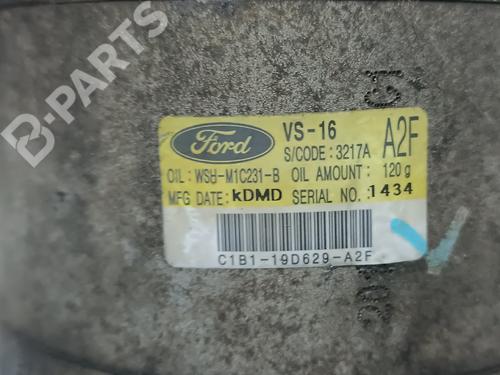 B-PARTS
Ford VS-16 A2F
S/CODE : 3217A
OIL : WSH-M1C231-B OIL AMOUNT : 120 g
MFG DATE: KDMD SERIAL NO.: 1434
C1B1-19D629-A2F